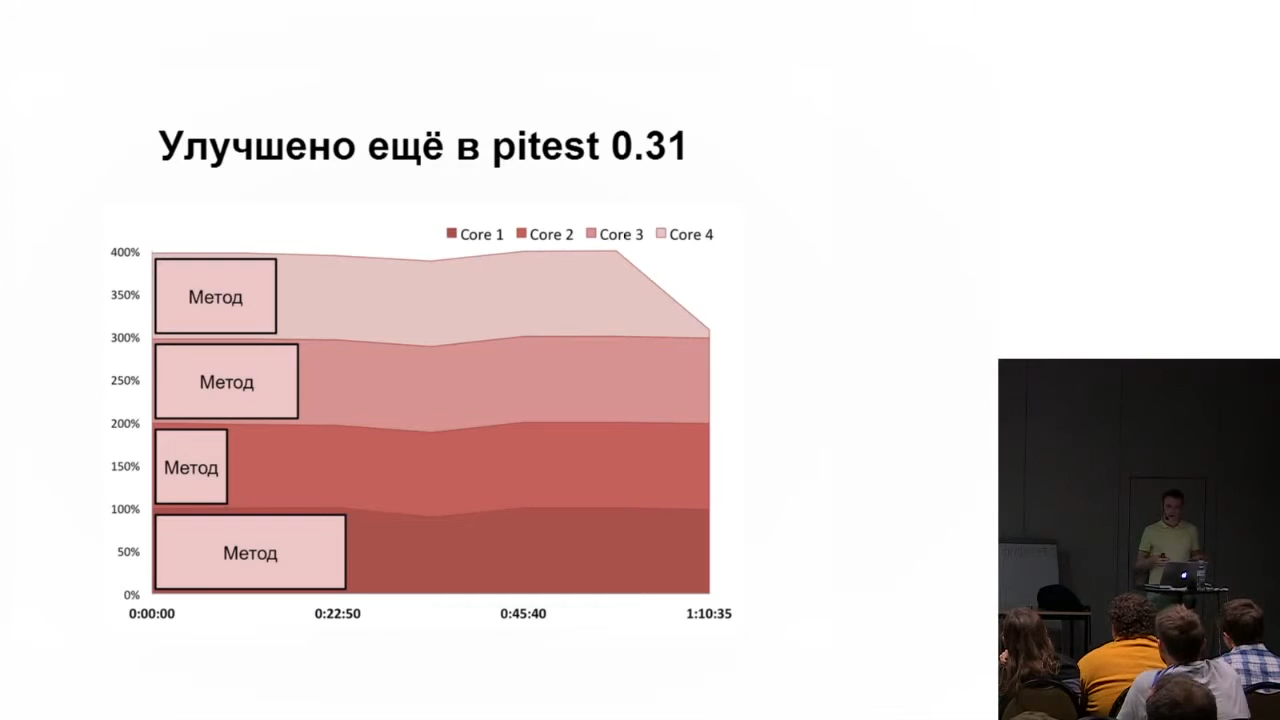 Улучшено ещё в pitest 0.31
Core 1 Core 2 Core 3 Core 4
400%
350%
300%
250%
200%
150%
100%
50%
0%
Метод
Метод
Метод
Метод
0:00:00 0:22:50 0:45:40 1:10:35